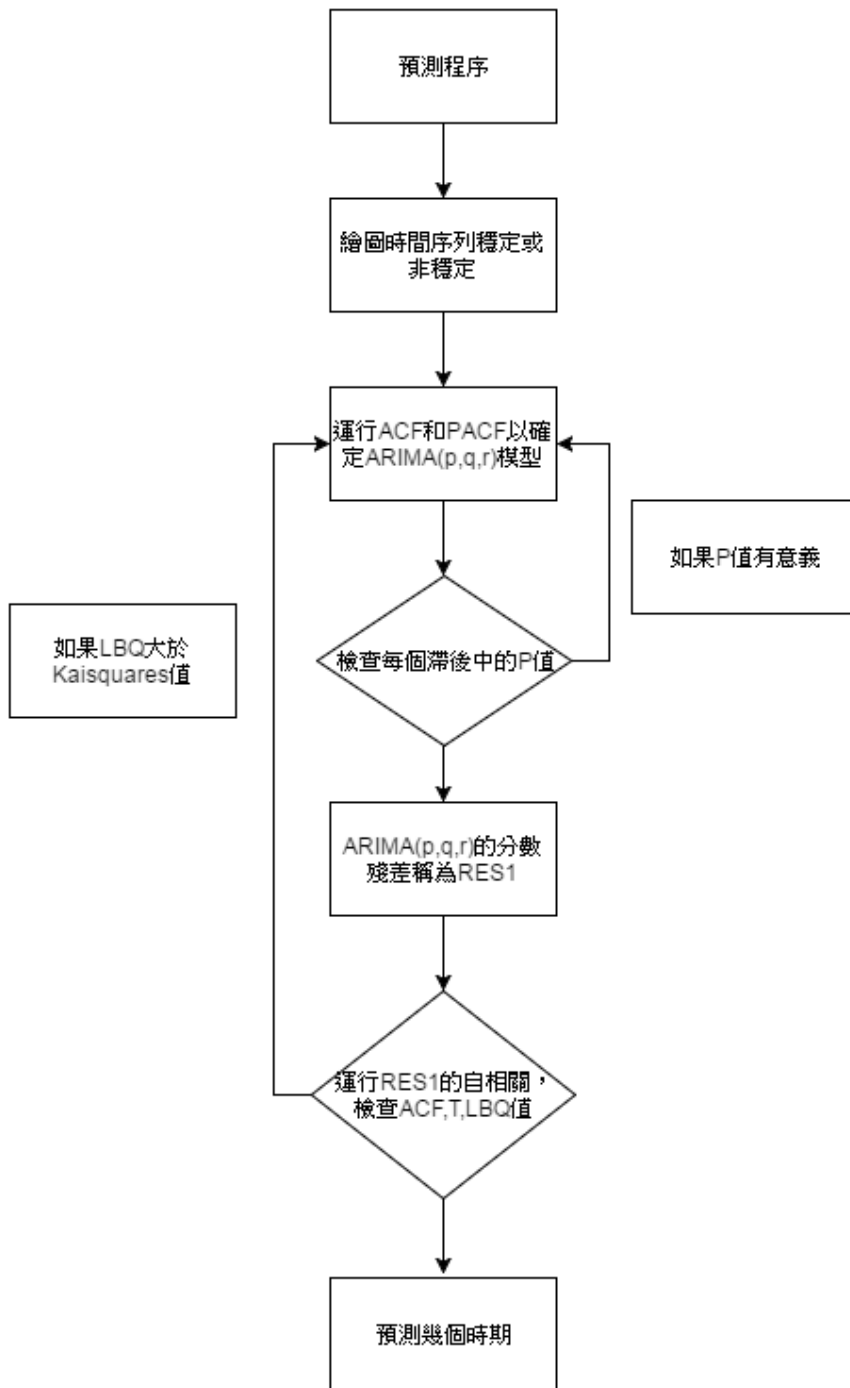 預測程序
繪圖時間序列穩定或
非穩定
運行ACF和PACF以確
定ARIMA(p,q,r)模型
如果P值有意義
如果LBQ大於
Kaisquares值
檢查每個滯後中的P值
ARIMA(p,q,r)的分數
殘差稱為RES1
運行RES1的自相關，
檢查ACF,T,LBQ值
預測幾個時期